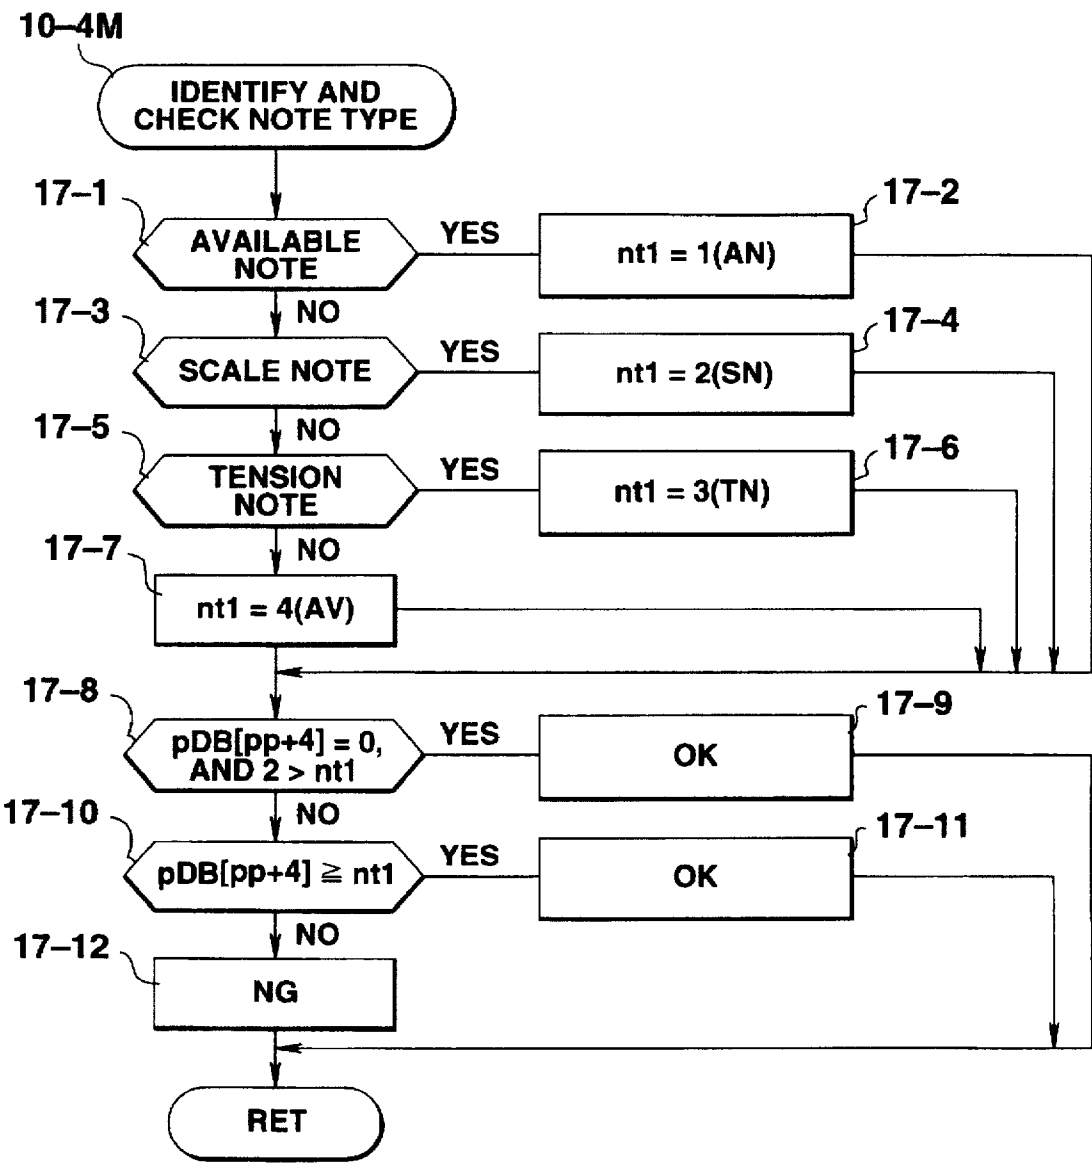 10–4M
IDENTIFY AND
CHECK NOTE TYPE
17–1
AVAILABLE
NOTE
YES
17–2
nt1 = 1(AN)
NO
17–3
SCALE NOTE
YES
17–4
nt1 = 2(SN)
NO
17–5
TENSION
NOTE
YES
17–6
nt1 = 3(TN)
NO
17–7
nt1 = 4(AV)
17–8
pDB[pp+4] = 0,
AND 2 > nt1
YES
17–9
OK
NO
17–10
pDB[pp+4] ≧ nt1
YES
17–11
OK
NO
17–12
NG
RET